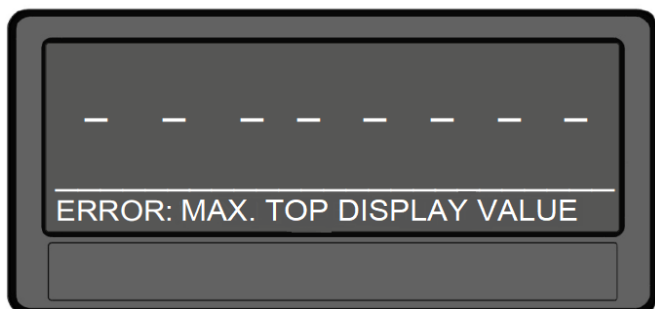 – – – – – – – –
ERROR: MAX. TOP DISPLAY VALUE